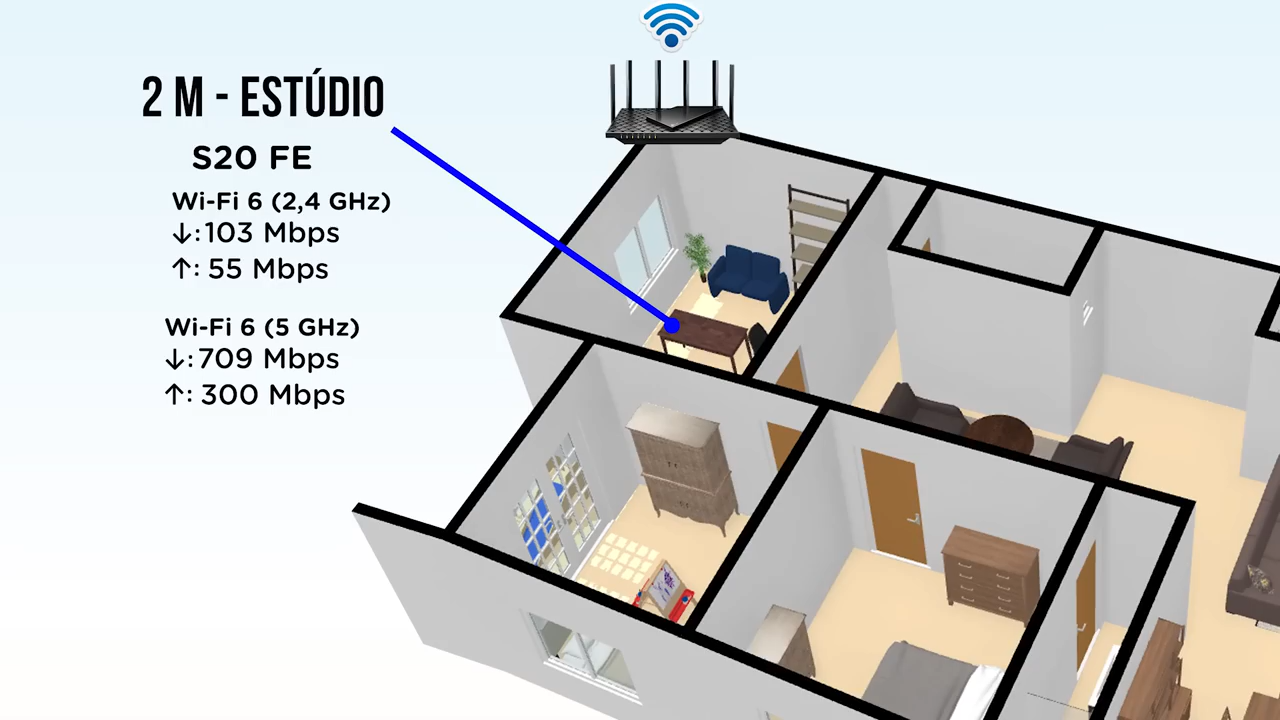 2 M - ESTÚDIO
S20 FE
Wi-Fi 6 (2,4 GHz)
↓: 103 Mbps
↑: 55 Mbps
Wi-Fi 6 (5 GHz)
↓: 709 Mbps
↑: 300 Mbps